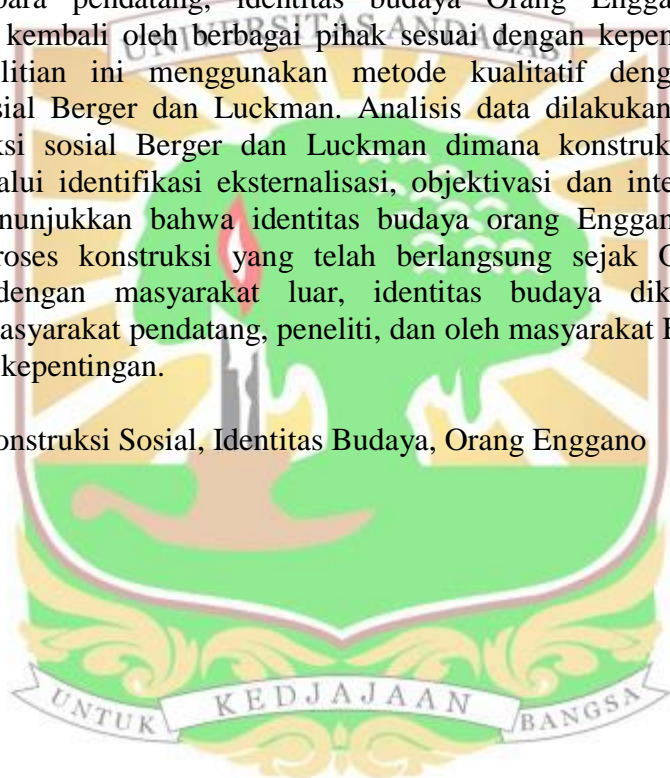 para pendatang, identitas budaya Orang Engga
kembali oleh berbagai pihak sesuai dengan kepen
UNIVERSITAS ANDALAS
litian ini menggunakan metode kualitatif deng
sial Berger dan Luckman. Analisis data dilakukan
ksi sosial Berger dan Luckman dimana konstruk
alui identifikasi eksternalisasi, objektivasi dan inte
nunjukkan bahwa identitas budaya orang Enggan
roses konstruksi yang telah berlangsung sejak O
dengan masyarakat luar, identitas budaya dik
asyarakat pendatang, peneliti, dan oleh masyarakat E
kepentingan.
onstruksi Sosial, Identitas Budaya, Orang Enggano
UNTUK KEDJAJAAN BANGSA